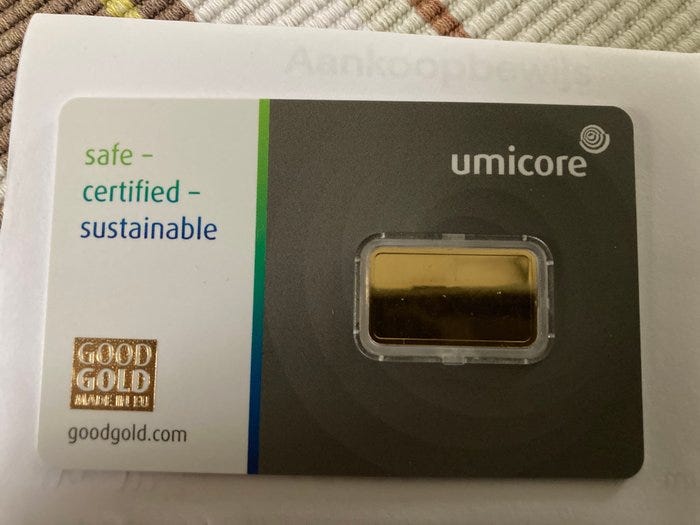 Aankoopbewijs
safe –
certified –
sustainable
umicore
GOOD
GOLD
MADE IN EU
goodgold.com